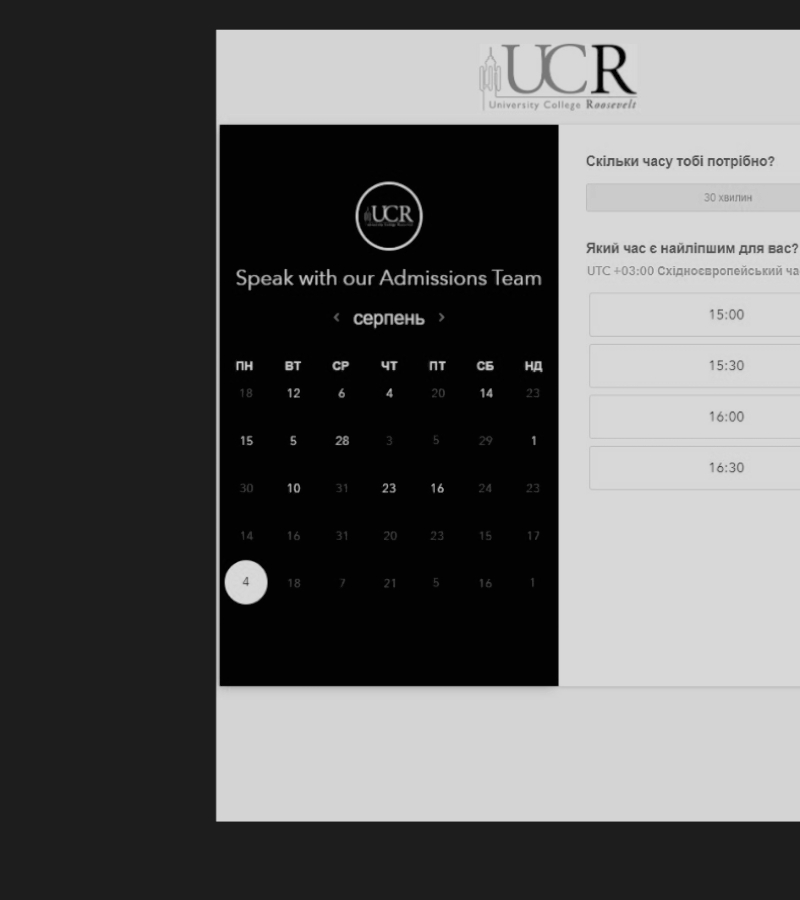 UCR
University College Roosevelt
UCR
Speak with our Admissions Team
< серпень >
ПН ВТ СР ЧТ ПТ СБ НД
18 12 6 4 20 14 23
15 5 28 3 5 29 1
30 10 31 23 16 24 23
14 16 31 20 23 15 17
4 18 7 21 5 16 1
Скільки часу тобі потрібно?
30 хвилин
Який час є найліпшим для вас?
UTC +03:00 Східноєвропейський ча
15:00
15:30
16:00
16:30